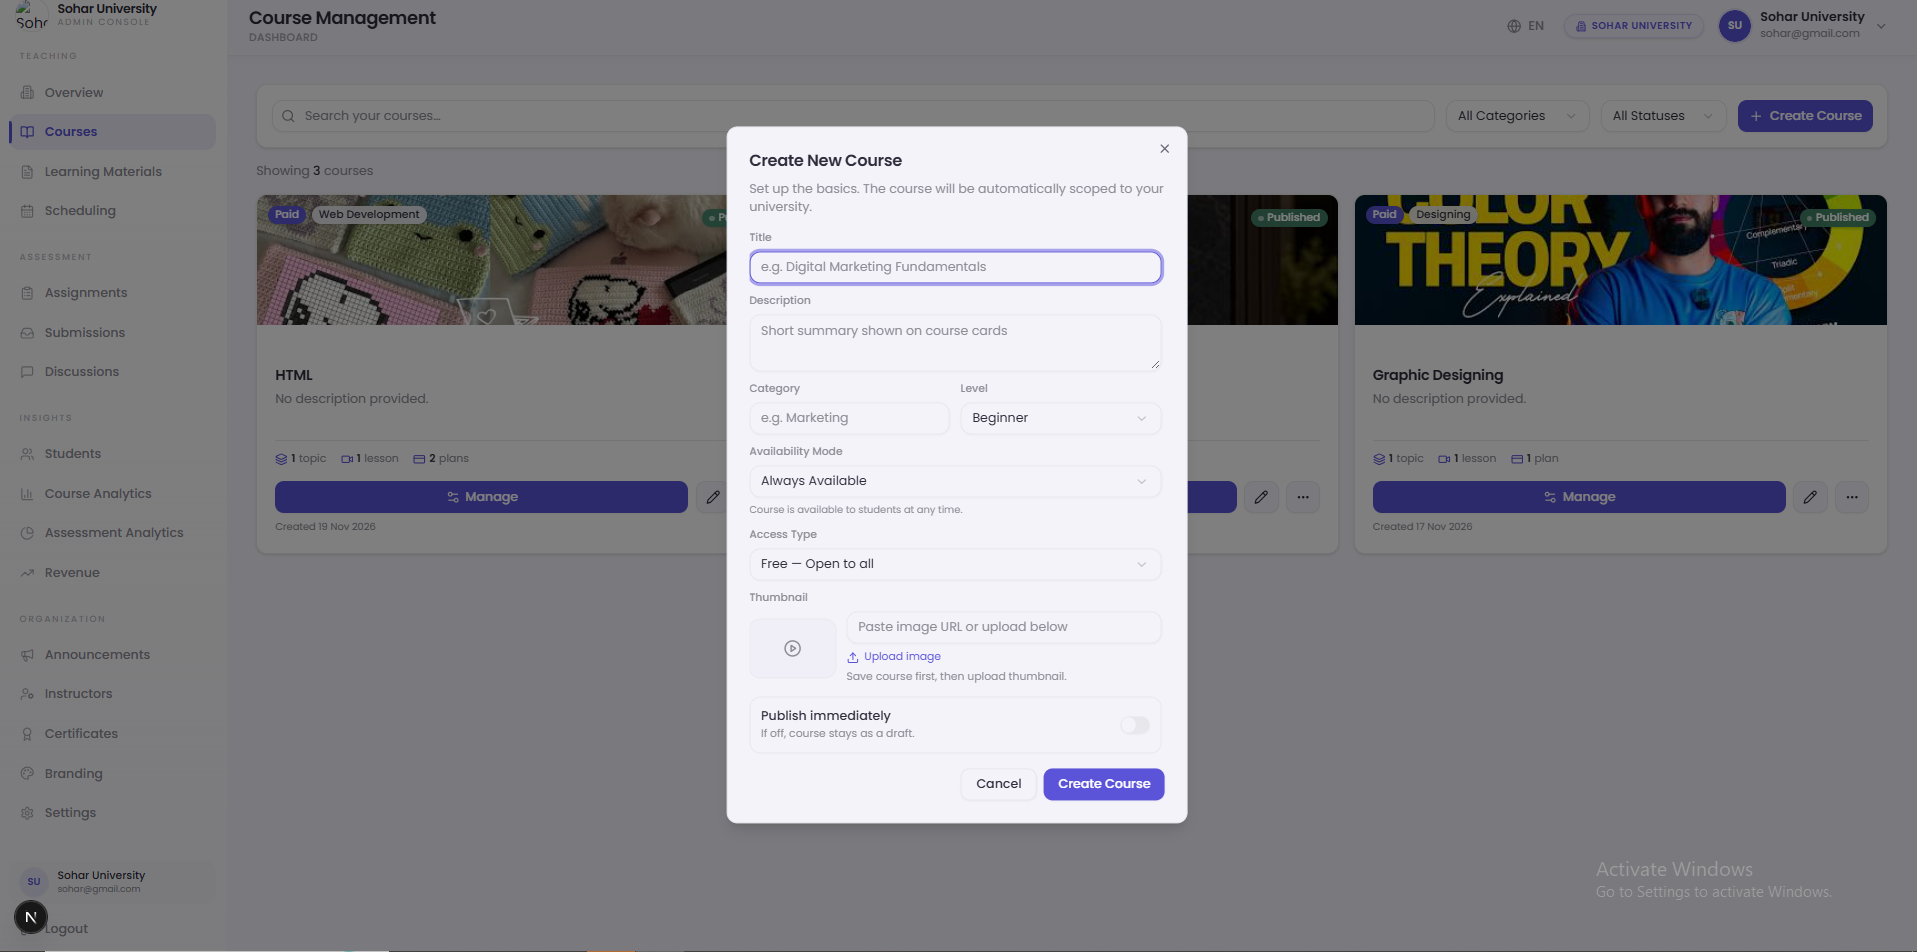 Soha
Sohar University
ADMIN CONSOLE
TEACHING
Overview
Courses
Learning Materials
Scheduling
ASSESSMENT
Assignments
Submissions
Discussions
INSIGHTS
Students
Course Analytics
Assessment Analytics
Revenue
ORGANIZATION
Announcements
Instructors
Certificates
Branding
Settings
SU
Sohar University
sohar@gmail.com
N
Logout
Course Management
DASHBOARD
EN
SOHAR UNIVERSITY
SU
Sohar University
sohar@gmail.com
Search your courses...
All Categories
All Statuses
+ Create Course
Showing 3 courses
Paid
Web Development
HTML
No description provided.
1 topic
1 lesson
2 plans
Manage
Created 19 Nov 2026
Published
Paid
Designing
Published
COLOR
THEORY
Explained
Complementary
Triadic
Graphic Designing
No description provided.
1 topic
1 lesson
1 plan
Manage
Created 17 Nov 2026
Create New Course
Set up the basics. The course will be automatically scoped to your
university.
Title
e.g. Digital Marketing Fundamentals
Description
Short summary shown on course cards
Category
Level
e.g. Marketing
Beginner
Availability Mode
Always Available
Course is available to students at any time.
Access Type
Free — Open to all
Thumbnail
Paste image URL or upload below
Upload image
Save course first, then upload thumbnail.
Publish immediately
If off, course stays as a draft.
Cancel
Create Course
Activate Windows
Go to Settings to activate Windows.